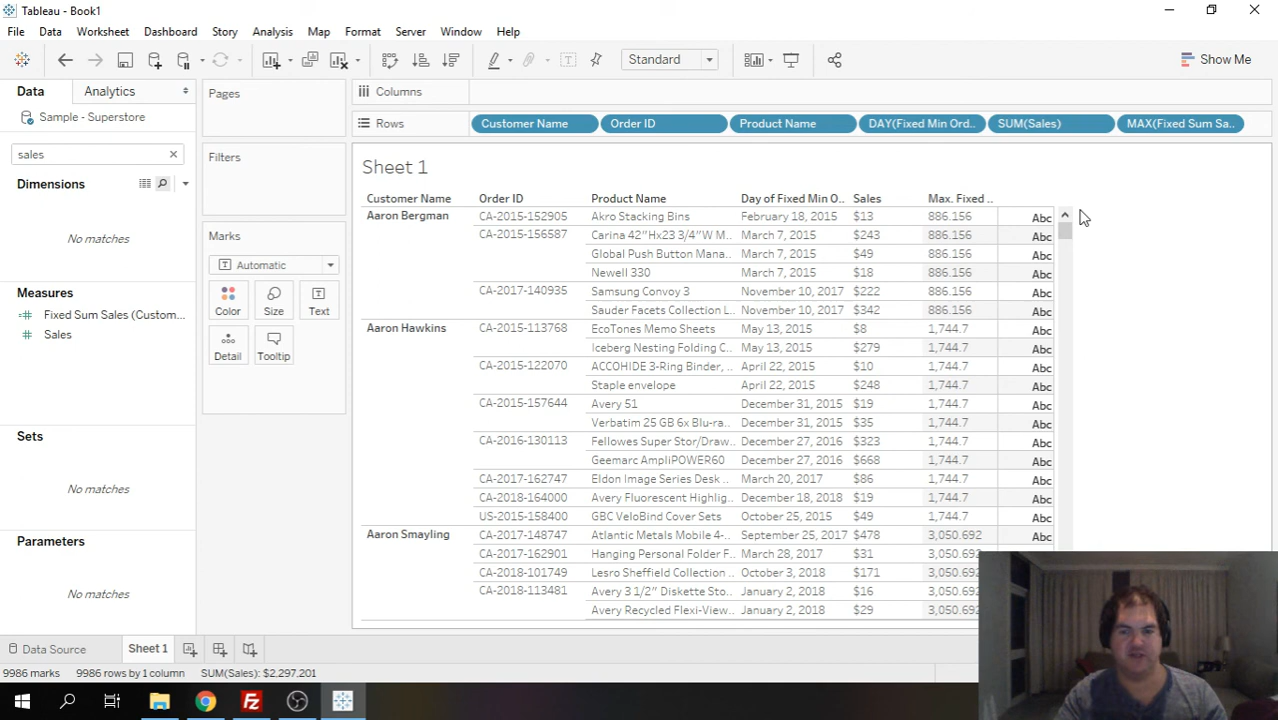 Tableau - Book1
File Data Worksheet Dashboard Story Analysis Map Format Server Window Help
Standard
Show Me
Data Analytics
Sample - Superstore
sales
Dimensions
No matches
Measures
Fixed Sum Sales (Custom...
Sales
Sets
No matches
Parameters
No matches
Pages
Filters
Marks
Automatic
Color Size Text
Detail Tooltip
Columns
Rows Customer Name Order ID Product Name DAY(Fixed Min Ord.. SUM(Sales) MAX(Fixed Sum Sa..
Sheet 1
Customer Name Order ID Product Name Day of Fixed Min O.. Sales Max. Fixed ..
Aaron Bergman CA-2015-152905 Akro Stacking Bins February 18, 2015 $13 886.156 Abc
CA-2015-156587 Carina 42"Hx23 3/4"W M.. March 7, 2015 $243 886.156 Abc
Global Push Button Mana.. March 7, 2015 $49 886.156 Abc
Newell 330 March 7, 2015 $18 886.156 Abc
CA-2017-140935 Samsung Convoy 3 November 10, 2017 $222 886.156 Abc
Sauder Facets Collection L.. November 10, 2017 $342 886.156 Abc
Aaron Hawkins CA-2015-113768 EcoTones Memo Sheets May 13, 2015 $8 1,744.7 Abc
Iceberg Nesting Folding C.. May 13, 2015 $279 1,744.7 Abc
CA-2015-122070 ACCOHIDE 3-Ring Binder, .. April 22, 2015 $10 1,744.7 Abc
Staple envelope April 22, 2015 $248 1,744.7 Abc
CA-2015-157644 Avery 51 December 31, 2015 $19 1,744.7 Abc
Verbatim 25 GB 6x Blu-ra.. December 31, 2015 $35 1,744.7 Abc
CA-2016-130113 Fellowes Super Stor/Draw.. December 27, 2016 $323 1,744.7 Abc
Geemarc AmpliPOWER60 December 27, 2016 $668 1,744.7 Abc
CA-2017-162747 Eldon Image Series Desk .. March 20, 2017 $86 1,744.7 Abc
CA-2018-164000 Avery Fluorescent Highlig.. December 18, 2018 $19 1,744.7 Abc
US-2015-158400 GBC VeloBind Cover Sets October 25, 2015 $49 1,744.7 Abc
Aaron Smayling CA-2017-148747 Atlantic Metals Mobile 4-.. September 25, 2017 $478 3,050.692 Abc
CA-2017-162901 Hanging Personal Folder F.. March 28, 2017 $31 3,050.692
CA-2018-101749 Lesro Sheffield Collection .. October 3, 2018 $171 3,050.692
CA-2018-113481 Avery 3 1/2" Diskette Sto.. January 2, 2018 $16 3,050.692
Avery Recycled Flexi-View.. January 2, 2018 $29 3,050.692
Data Source Sheet 1
9986 marks 9986 rows by 1 column SUM(Sales): $2,297,201